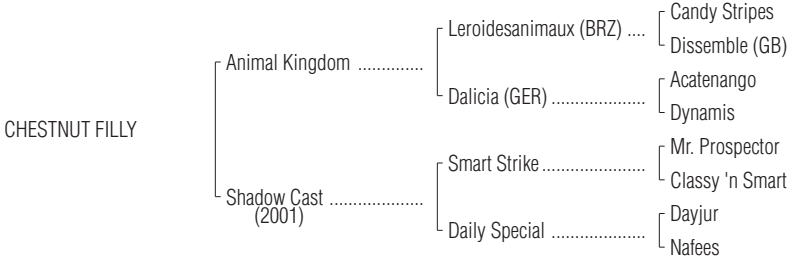 Candy Stripes
Leroidesanimaux (BRZ) ....
Dissemble (GB)
Animal Kingdom ..............
Acatenango
Dalicia (GER) ....................
Dynamis
CHESTNUT FILLY
Mr. Prospector
Smart Strike ......................
Classy 'n Smart
Shadow Cast ....................
(2001)
Dayjur
Daily Special ....................
Nafees